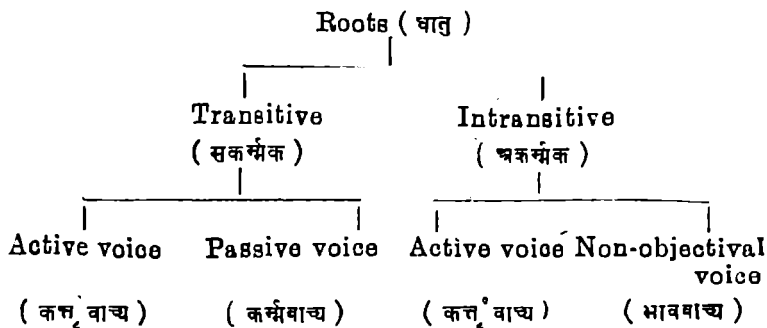 Roots ( धातु )
Transitive Intransitive
( सकर्म्मक ) ( अकर्म्मक )
Active voice Passive voice Active voice Non-objectival
voice
( कर्त्तृवाच्य ) ( कर्म्मवाच्य ) ( कर्त्तृवाच्य ) ( भाववाच्य )